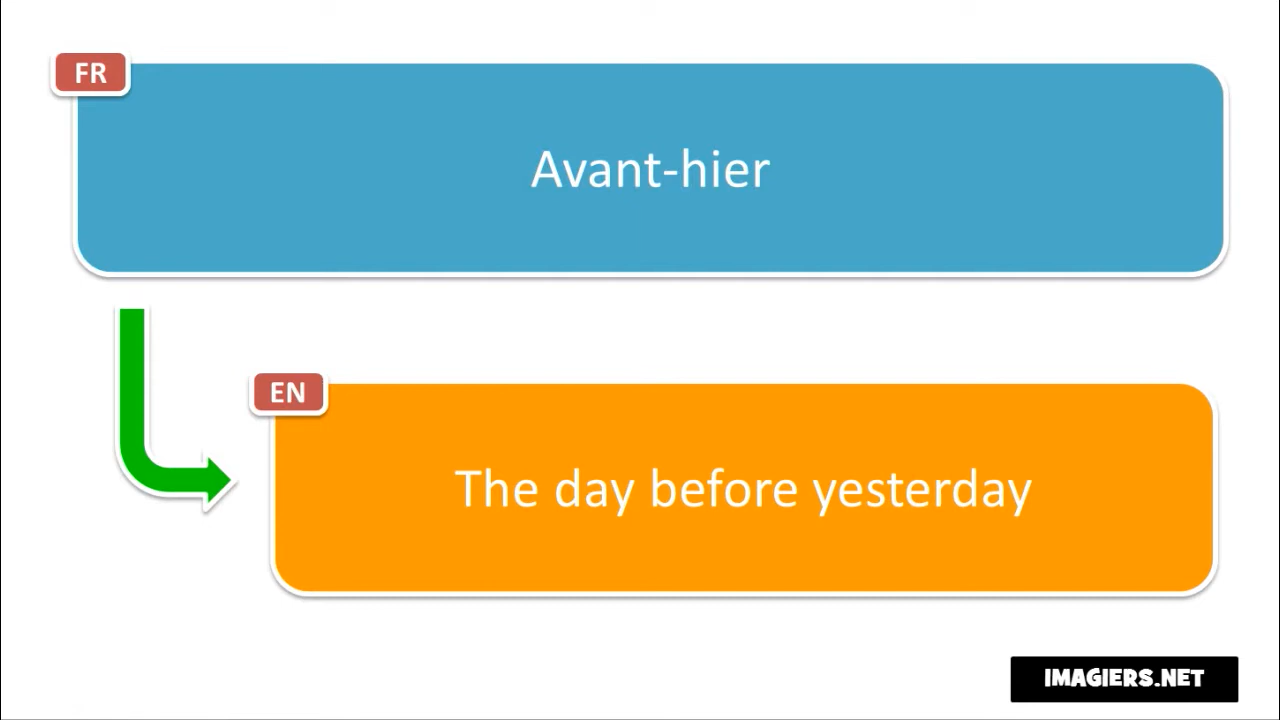 FR
Avant-hier
EN
The day before yesterday
IMAGIERS.NET